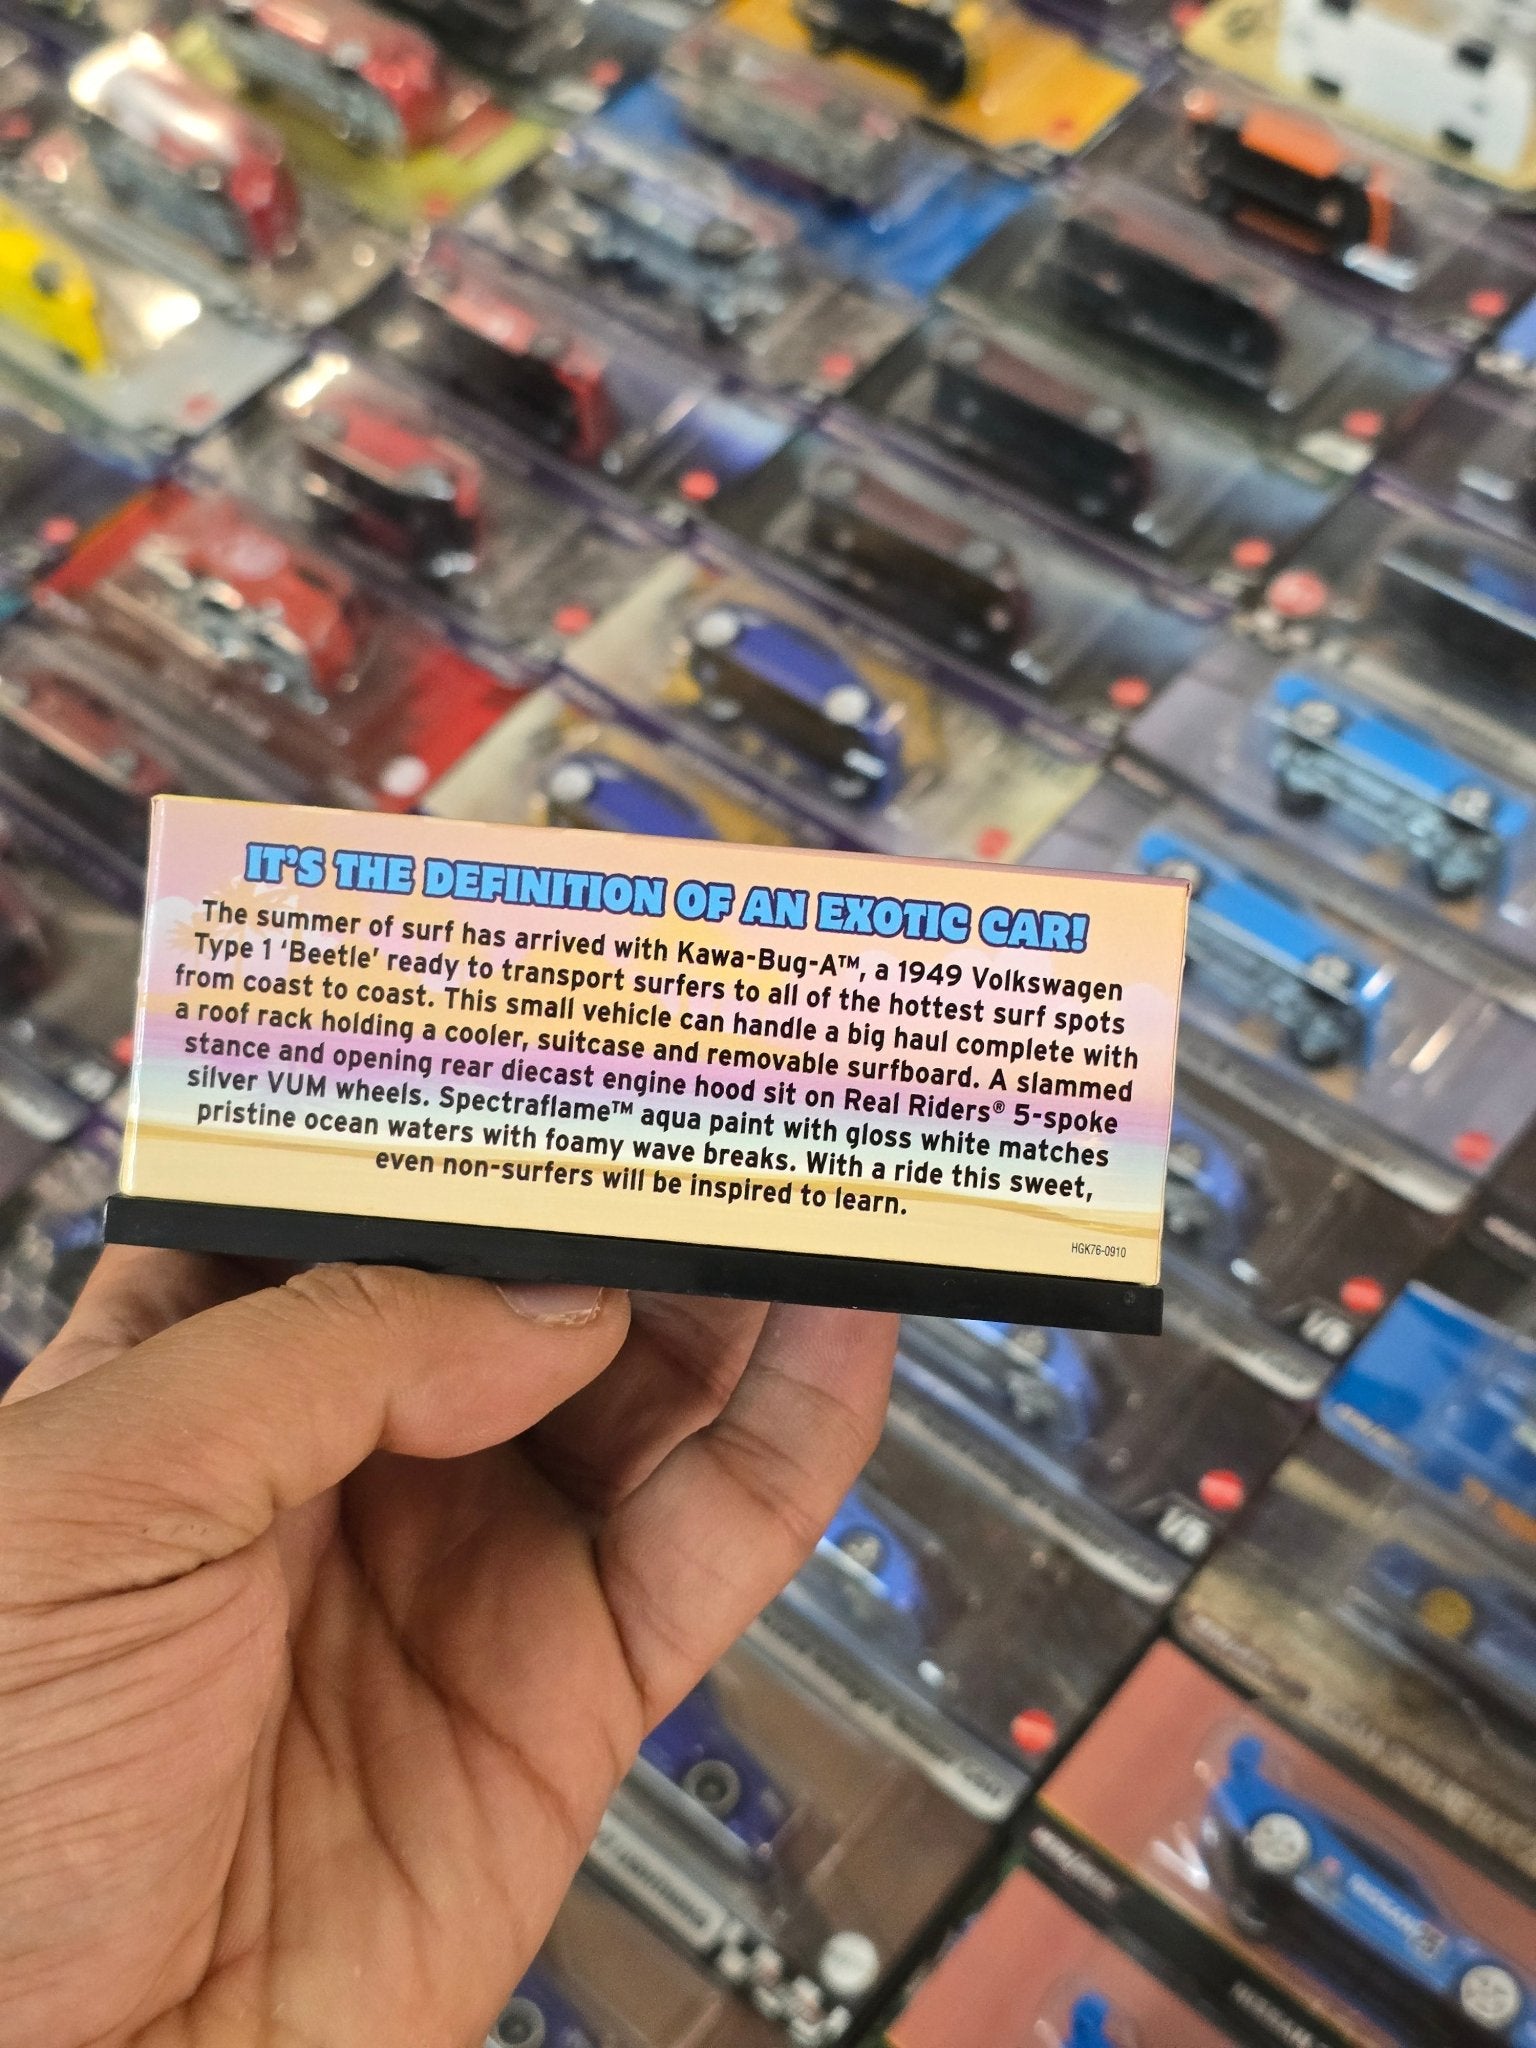 IT'S THE DEFINITION OF AN EXOTIC CAR!
The summer of surf has arrived with Kawa-Bug-A™, a 1949 Volkswagen
Type 1 'Beetle' ready to transport surfers to all of the hottest surf spots
from coast to coast. This small vehicle can handle a big haul complete with
a roof rack holding a cooler, suitcase and removable surfboard. A slammed
stance and opening rear diecast engine hood sit on Real Riders® 5-spoke
silver VUM wheels. Spectraflame™ aqua paint with gloss white matches
pristine ocean waters with foamy wave breaks. With a ride this sweet,
even non-surfers will be inspired to learn.
HGK76-0910
1/5
1/5